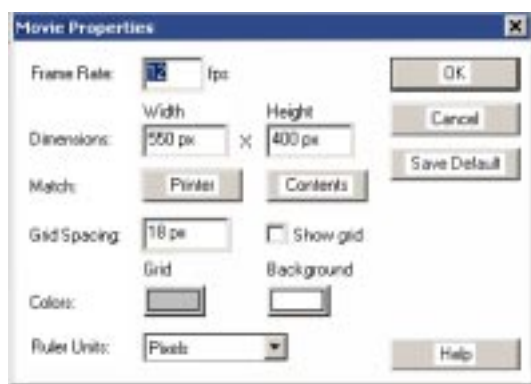 Movie Properties
Frame Rate: 12 fps
OK
Width Height
Cancel
Dimensions: 550 px X 400 px
Save Default
Match: Printer Contents
Grid Spacing: 18 px Show grid
Grid Background
Colors:
Ruler Units: Pixels
Help